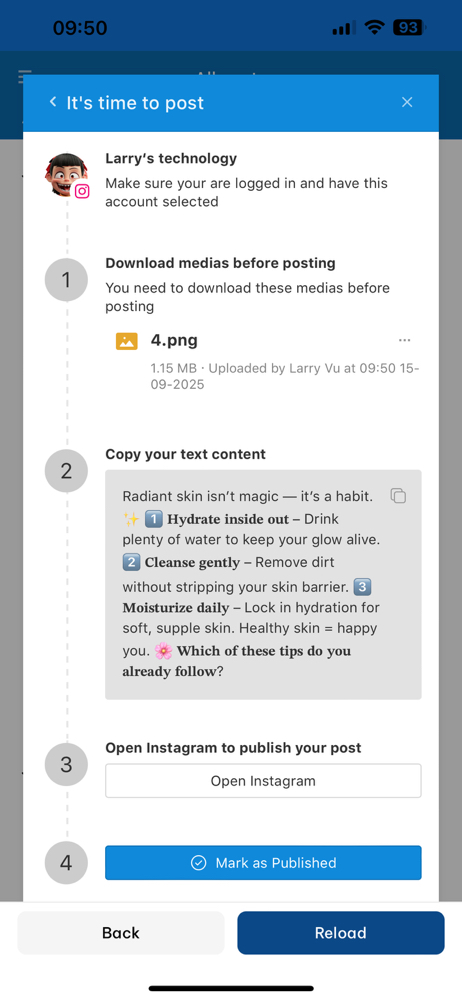 09:50
93
It's time to post
Larry's technology
Make sure your are logged in and have this
account selected
1
Download medias before posting
You need to download these medias before
posting
4.png
1.15 MB · Uploaded by Larry Vu at 09:50 15-
09-2025
2
Copy your text content
Radiant skin isn't magic — it's a habit.
✨ 1️⃣ 𝐇𝐲𝐝𝐫𝐚𝐭𝐞 𝐢𝐧𝐬𝐢𝐝𝐞 𝐨𝐮𝐭 – Drink
plenty of water to keep your glow alive.
2️⃣ 𝐂𝐥𝐞𝐚𝐧𝐬𝐞 𝐠𝐞𝐧𝐭𝐥𝐲 – Remove dirt
without stripping your skin barrier. 3️⃣
𝐌𝐨𝐢𝐬𝐭𝐮𝐫𝐢𝐳𝐞 𝐝𝐚𝐢𝐥𝐲 – Lock in hydration for
soft, supple skin. Healthy skin = happy
you. 🌸 𝐖𝐡𝐢𝐜𝐡 𝐨𝐟 𝐭𝐡𝐞𝐬𝐞 𝐭𝐢𝐩𝐬 𝐝𝐨 𝐲𝐨𝐮
𝐚𝐥𝐫𝐞𝐚𝐝𝐲 𝐟𝐨𝐥𝐥𝐨𝐰?
3
Open Instagram to publish your post
Open Instagram
4
Mark as Published
Back
Reload